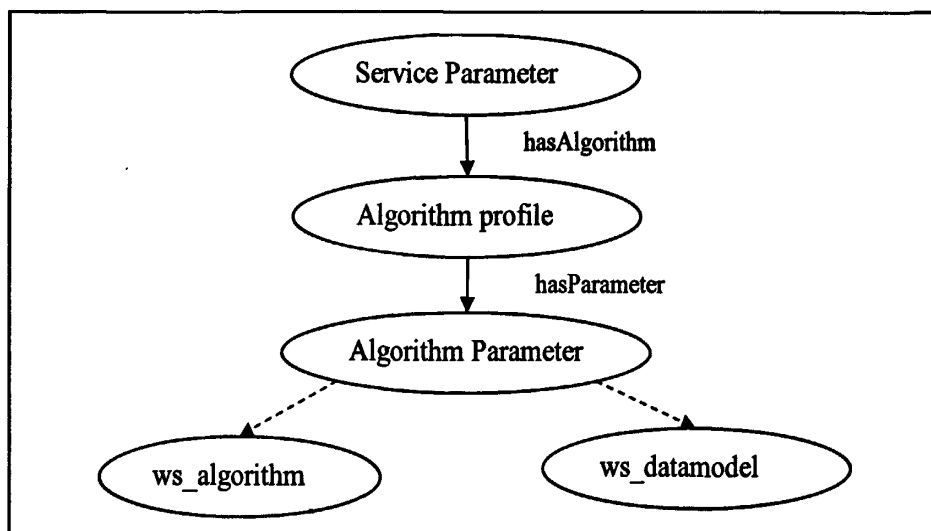 Service Parameter
hasAlgorithm
Algorithm profile
hasParameter
Algorithm Parameter
ws_algorithm
ws_datamodel